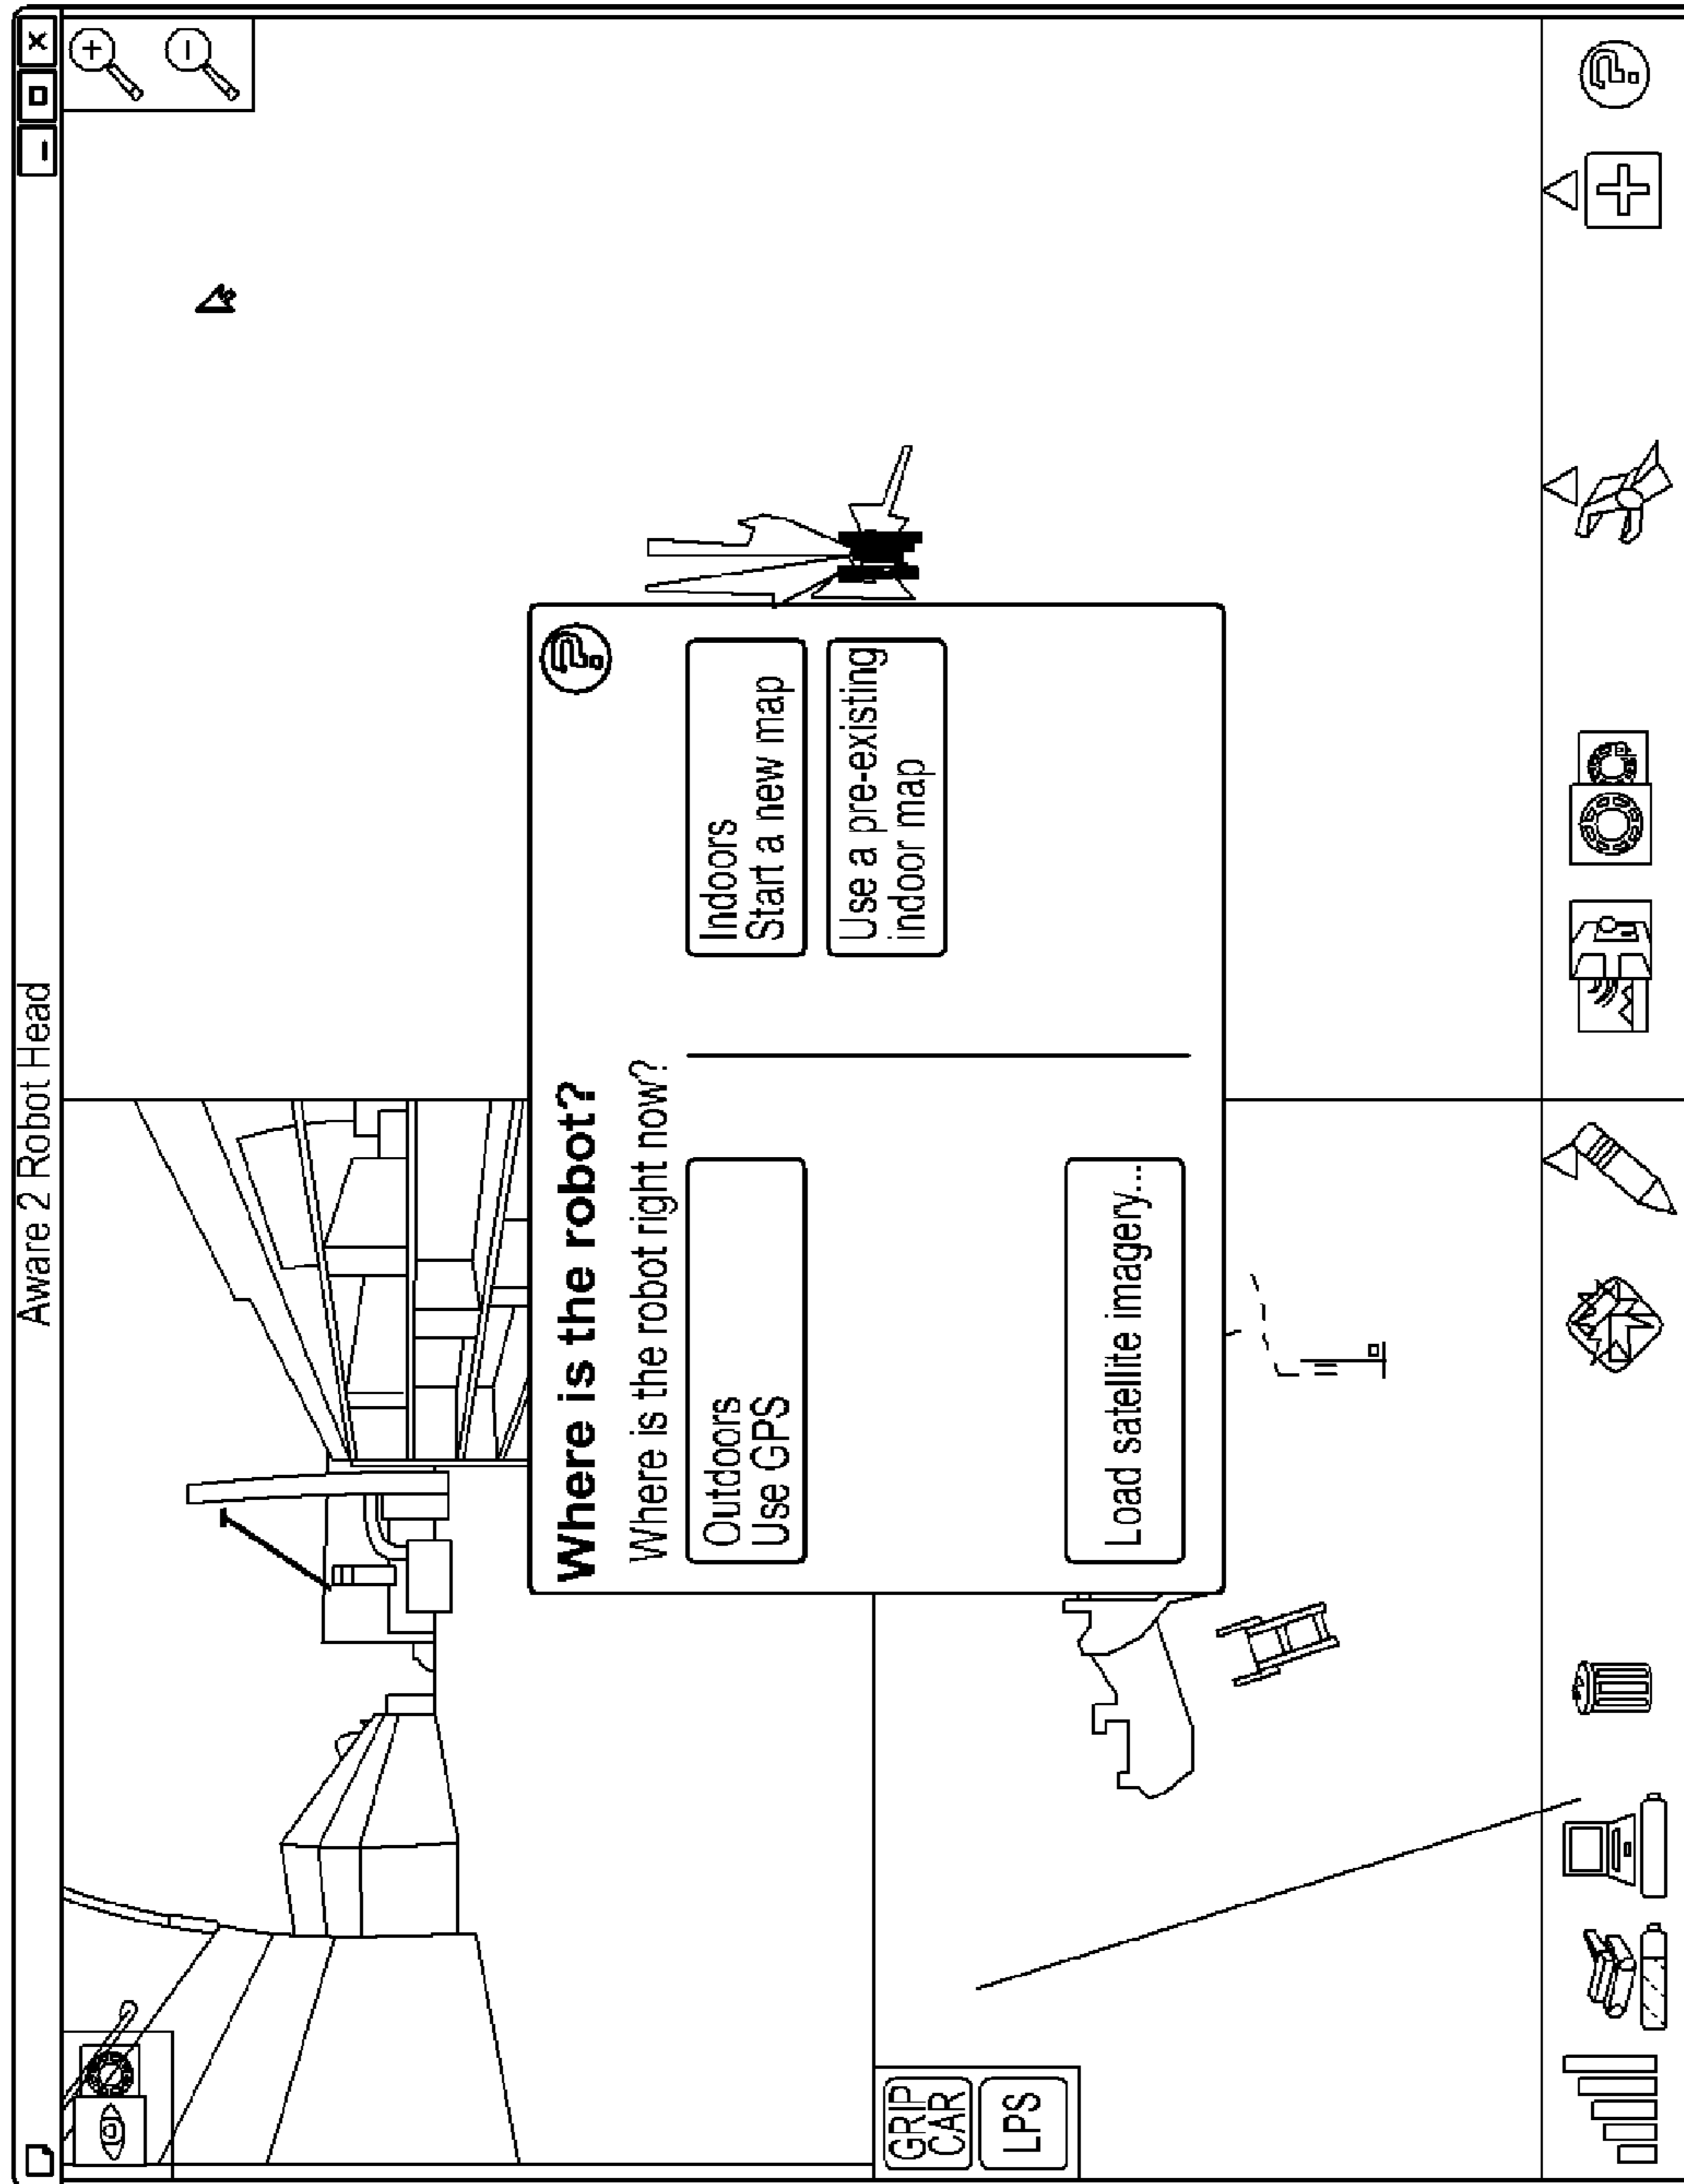 Aware 2 Robot Head
Where is the robot?
Where is the robot right now?
Outdoors
Use GPS
Load satellite imagery...
Indoors
Start a new map
Use a pre-existing
indoor map
GRIP
CAR
LPS